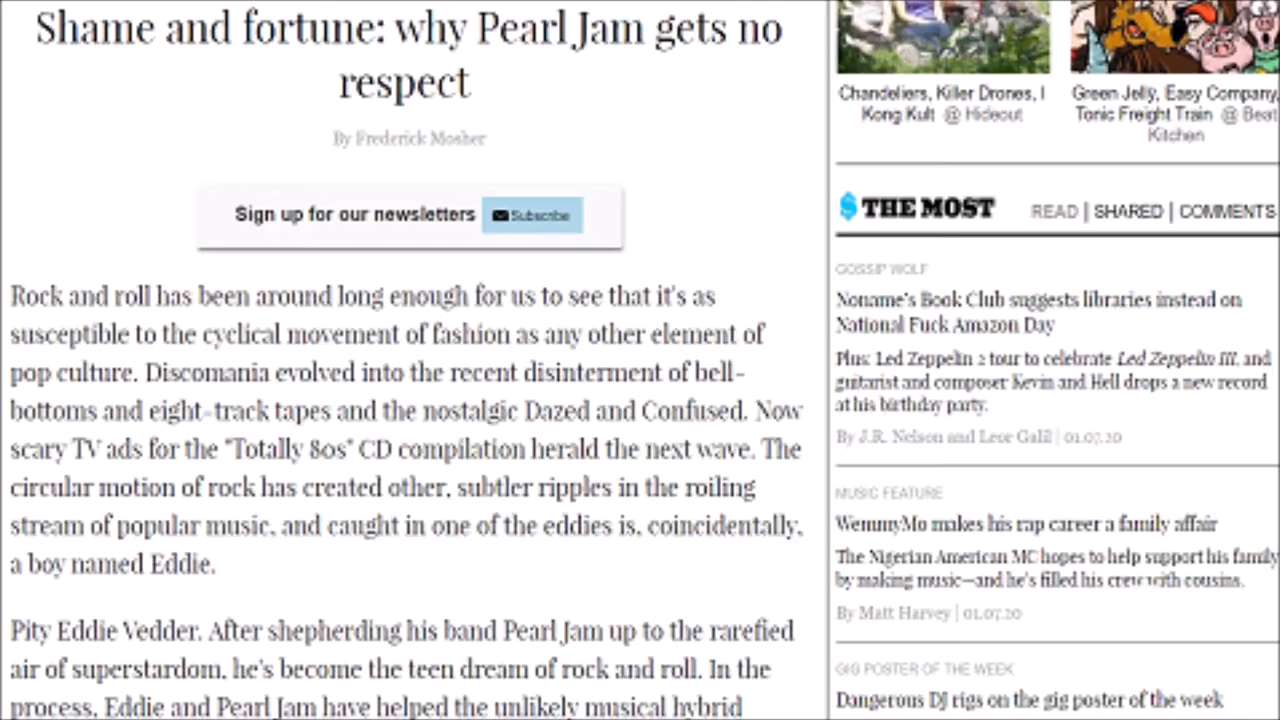 Shame and fortune: why Pearl Jam gets no
respect
By Frederick Mosher
Sign up for our newsletters Subscribe
Rock and roll has been around long enough for us to see that it's as
susceptible to the cyclical movement of fashion as any other element of
pop culture. Discomania evolved into the recent disinterment of bell-
bottoms and eight-track tapes and the nostalgic Dazed and Confused. Now
scary TV ads for the "Totally 80s" CD compilation herald the next wave. The
circular motion of rock has created other, subtler ripples in the roiling
stream of popular music, and caught in one of the eddies is, coincidentally,
a boy named Eddie.
Pity Eddie Vedder. After shepherding his band Pearl Jam up to the rarefied
air of superstardom, he's become the teen dream of rock and roll. In the
process, Eddie and Pearl Jam have helped the unlikely musical hybrid
Chandeliers, Killer Drones, I
Kong Kult @ Hideout
Green Jelly, Easy Company,
Tonic Freight Train @ Beat
Kitchen
THE MOST READ | SHARED | COMMENTS
GOSSIP WOLF
Noname's Book Club suggests libraries instead on
National Fuck Amazon Day
Plus: Led Zeppelin 2 tour to celebrate Led Zeppelin III, and
guitarist and composer Kevin and Hell drops a new record
at his birthday party.
By J.R. Nelson and Leor Galil | 01.07.20
MUSIC FEATURE
WemmyMo makes his rap career a family affair
The Nigerian American MC hopes to help support his family
by making music—and he's filled his crew with cousins.
By Matt Harvey | 01.07.20
GIG POSTER OF THE WEEK
Dangerous DJ rigs on the gig poster of the week